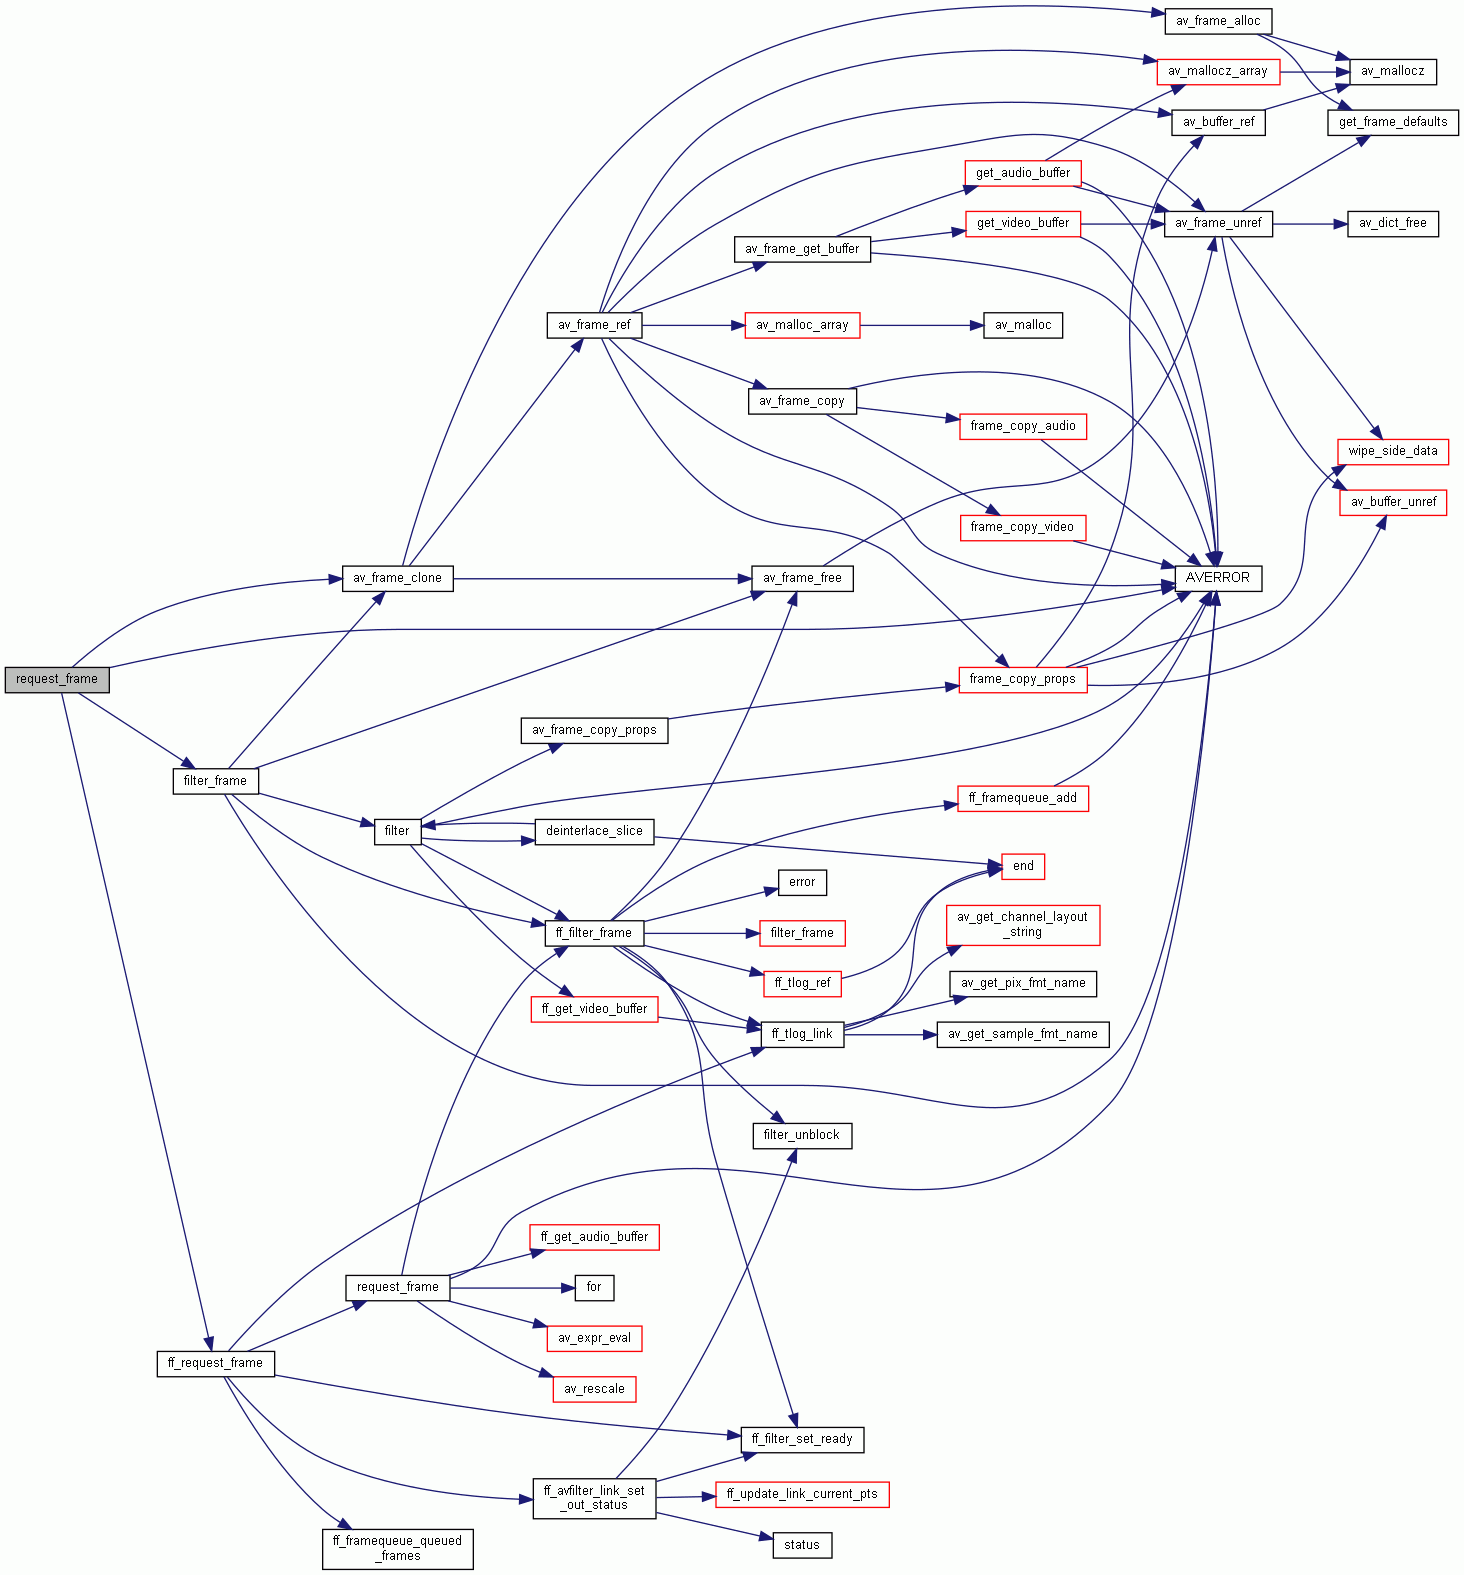 av_frame_alloc
av_mallocz_array
av_mallocz
av_buffer_ref
get_frame_defaults
get_audio_buffer
get_video_buffer
av_frame_unref
av_dict_free
av_frame_get_buffer
av_frame_ref
av_malloc_array
av_malloc
av_frame_copy
frame_copy_audio
wipe_side_data
av_buffer_unref
frame_copy_video
av_frame_clone
av_frame_free
AVERROR
request_frame
frame_copy_props
av_frame_copy_props
filter_frame
ff_framequeue_add
filter
deinterlace_slice
end
error
av_get_channel_layout
_string
ff_filter_frame
filter_frame
ff_tlog_ref
av_get_pix_fmt_name
ff_get_video_buffer
ff_tlog_link
av_get_sample_fmt_name
filter_unblock
ff_get_audio_buffer
request_frame
for
av_expr_eval
ff_request_frame
av_rescale
ff_filter_set_ready
ff_avfilter_link_set
_out_status
ff_update_link_current_pts
status
ff_framequeue_queued
_frames